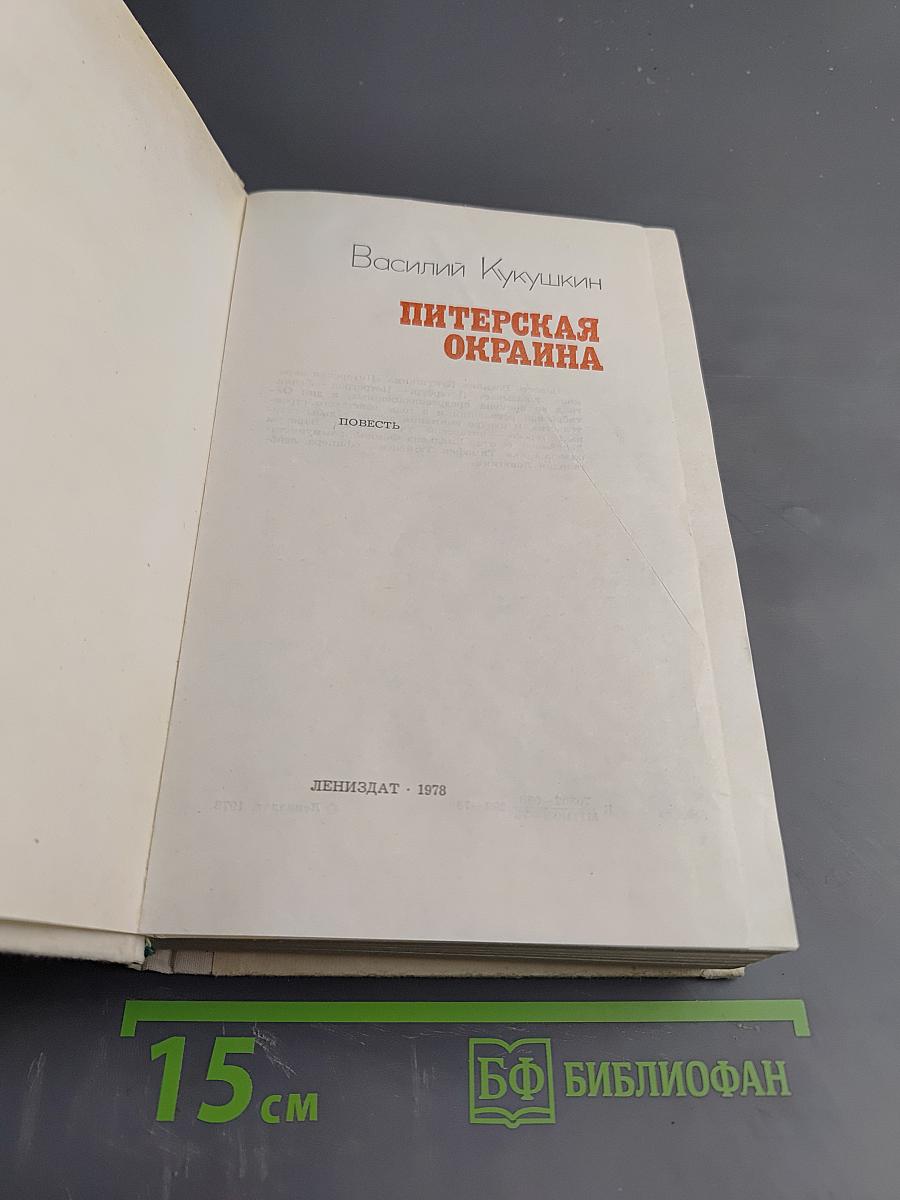 Василий Кукушкин
ПИТЕРСКАЯ
ОКРАИНА
ПОВЕСТЬ
ЛЕНИЗДАТ · 1978
15 см
БФ БИБЛИОФАН